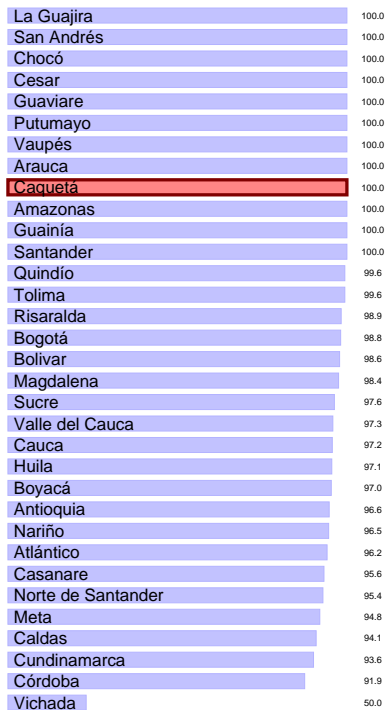 La Guajira 100.0
San Andrés 100.0
Chocó 100.0
Cesar 100.0
Guaviare 100.0
Putumayo 100.0
Vaupés 100.0
Arauca 100.0
Caquetá 100.0
Amazonas 100.0
Guainía 100.0
Santander 100.0
Quindío 99.6
Tolima 99.6
Risaralda 98.9
Bogotá 98.8
Bolivar 98.6
Magdalena 98.4
Sucre 97.6
Valle del Cauca 97.3
Cauca 97.2
Huila 97.1
Boyacá 97.0
Antioquia 96.6
Nariño 96.5
Atlántico 96.2
Casanare 95.6
Norte de Santander 95.4
Meta 94.8
Caldas 94.1
Cundinamarca 93.6
Córdoba 91.9
Vichada 50.0